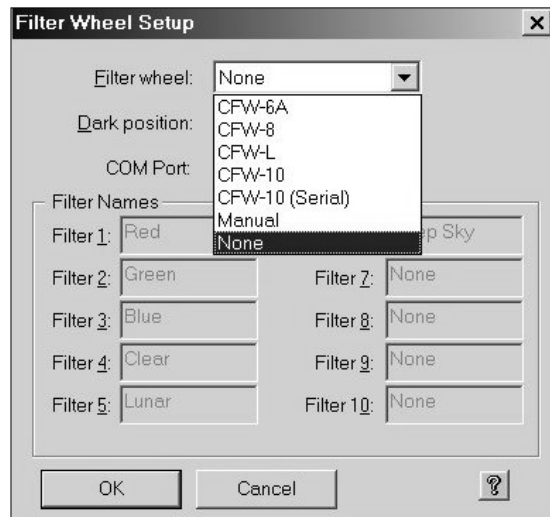 Filter Wheel Setup
Filter wheel: None
CFW-6A
Dark position:
CFW-8
CFW-L
COM Port:
CFW-10
CFW-10 (Serial)
Filter Names
Manual
Filter 1: Red
None
Sky
Filter 2: Green
Filter 7: None
Filter 3: Blue
Filter 8: None
Filter 4: Clear
Filter 9: None
Filter 5: Lunar
Filter 10: None
OK
Cancel
?